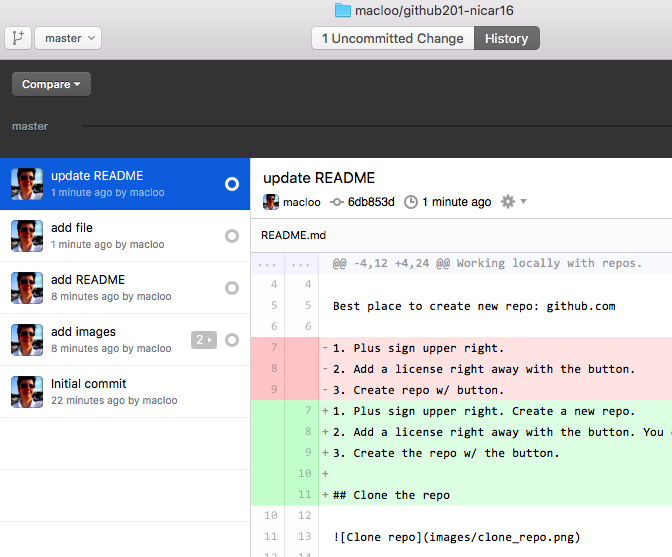 macloo/github201-nicar16
master
1 Uncommitted Change
History
Compare
master
update README
1 minute ago by macloo
add file
1 minute ago by macloo
add README
8 minutes ago by macloo
add images
8 minutes ago by macloo
2
Initial commit
22 minutes ago by macloo
update README
macloo 6db853d 1 minute ago
README.md
... ... @@ -4,12 +4,24 @@ Working locally with repos.
4 4
5 5 Best place to create new repo: github.com
6 6
7 - 1. Plus sign upper right.
8 - 2. Add a license right away with the button.
9 - 3. Create repo w/ button.
7 + 1. Plus sign upper right. Create a new repo.
8 + 2. Add a license right away with the button. You
9 + 3. Create the repo w/ the button.
10 +
11 + ## Clone the repo
10 12
11 13 ![Clone repo](images/clone_repo.png)